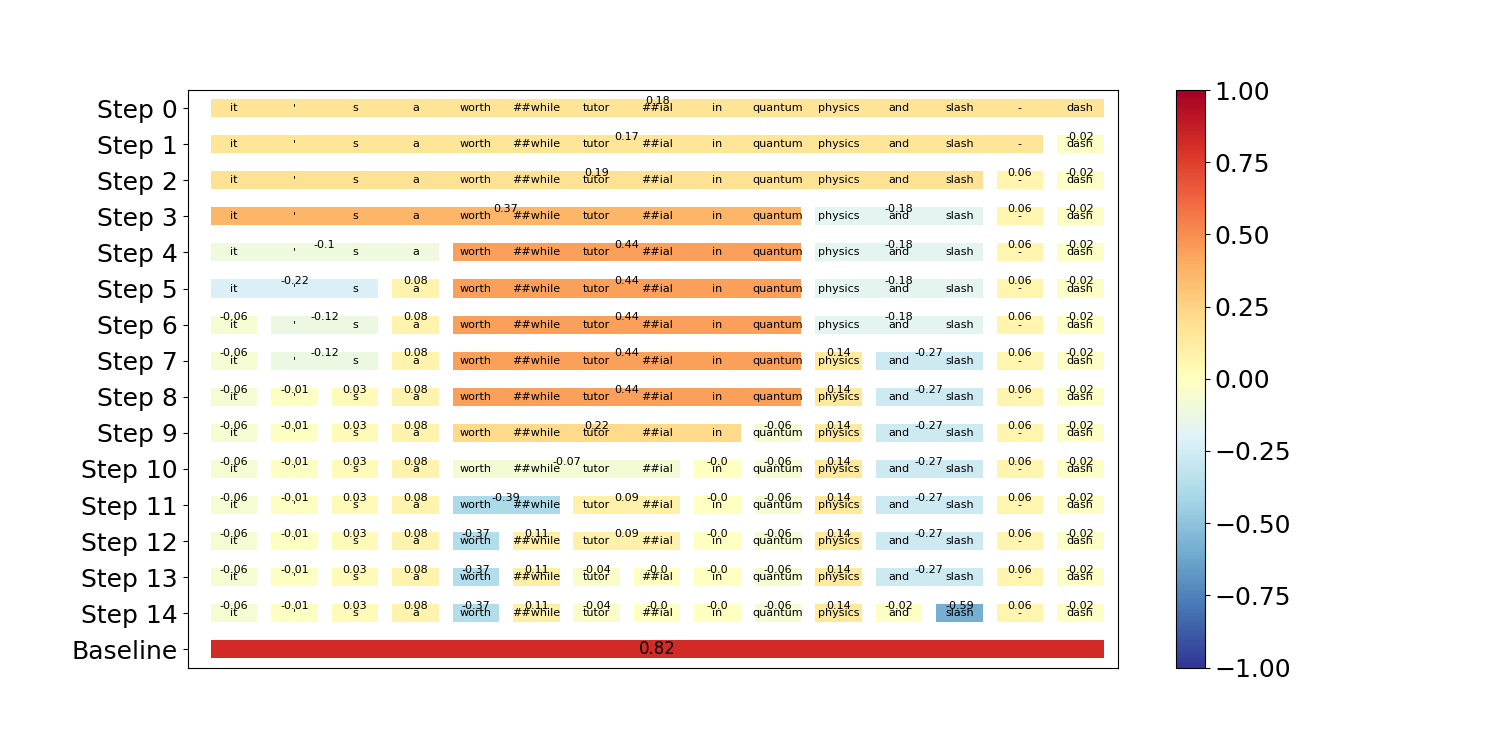 Step 0 it ' s a worth ##while tutor ##ial in quantum physics and slash - dash 0.18
Step 1 it ' s a worth ##while tutor ##ial in quantum physics and slash - dash 0.17 -0.02
Step 2 it ' s a worth ##while tutor ##ial in quantum physics and slash - dash 0.19 0.06 -0.02
Step 3 it ' s a worth ##while tutor ##ial in quantum physics and slash - dash 0.37 -0.18 0.06 -0.02
Step 4 it ' s a worth ##while tutor ##ial in quantum physics and slash - dash -0.1 0.44 -0.18 0.06 -0.02
Step 5 it ' s a worth ##while tutor ##ial in quantum physics and slash - dash -0.22 0.08 0.44 -0.18 0.06 -0.02
Step 6 it ' s a worth ##while tutor ##ial in quantum physics and slash - dash -0.06 -0.12 0.08 0.44 -0.18 0.06 -0.02
Step 7 it ' s a worth ##while tutor ##ial in quantum physics and slash - dash -0.06 -0.12 0.08 0.44 0.14 -0.27 0.06 -0.02
Step 8 it ' s a worth ##while tutor ##ial in quantum physics and slash - dash -0.06 -0.01 0.03 0.08 0.44 0.14 -0.27 0.06 -0.02
Step 9 it ' s a worth ##while tutor ##ial in quantum physics and slash - dash -0.06 -0.01 0.03 0.08 0.22 -0.06 0.14 -0.27 0.06 -0.02
Step 10 it ' s a worth ##while tutor ##ial in quantum physics and slash - dash -0.06 -0.01 0.03 0.08 -0.07 -0.0 -0.06 0.14 -0.27 0.06 -0.02
Step 11 it ' s a worth ##while tutor ##ial in quantum physics and slash - dash -0.06 -0.01 0.03 0.08 -0.39 0.09 -0.0 -0.06 0.14 -0.27 0.06 -0.02
Step 12 it ' s a worth ##while tutor ##ial in quantum physics and slash - dash -0.06 -0.01 0.03 0.08 -0.37 0.11 0.09 -0.0 -0.06 0.14 -0.27 0.06 -0.02
Step 13 it ' s a worth ##while tutor ##ial in quantum physics and slash - dash -0.06 -0.01 0.03 0.08 -0.37 0.11 -0.04 -0.0 -0.0 -0.06 0.14 -0.27 0.06 -0.02
Step 14 it ' s a worth ##while tutor ##ial in quantum physics and slash - dash -0.06 -0.01 0.03 0.08 -0.37 0.11 -0.04 -0.0 -0.0 -0.06 0.14 -0.02 -0.59 0.06 -0.02
Baseline 0.82
1.00
0.75
0.50
0.25
0.00
−0.25
−0.50
−0.75
−1.00